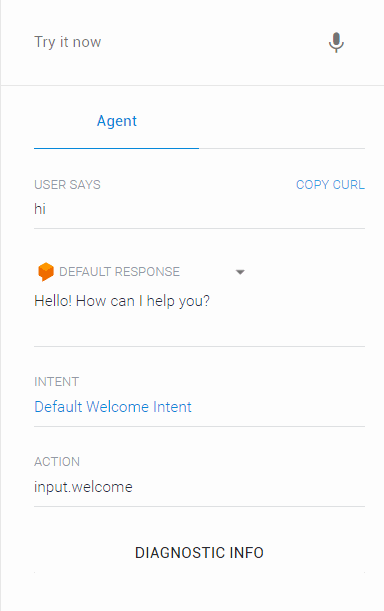 Try it now
Agent
USER SAYS COPY CURL
hi
DEFAULT RESPONSE
Hello! How can I help you?
INTENT
Default Welcome Intent
ACTION
input.welcome
DIAGNOSTIC INFO